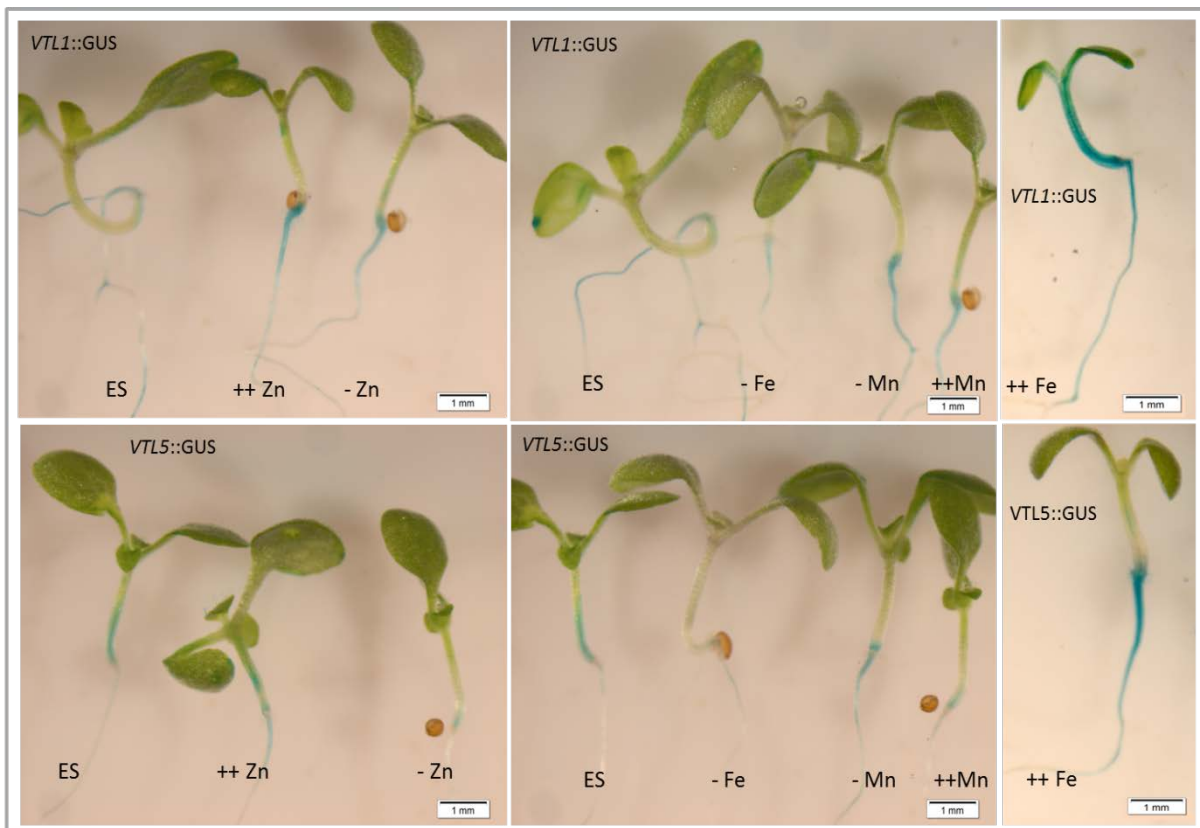 VTL1::GUS
ES ++ Zn - Zn
1 mm
VTL1::GUS
ES - Fe - Mn ++Mn
1 mm
VTL1::GUS
++ Fe
1 mm
VTL5::GUS
ES ++ Zn - Zn
1 mm
VTL5::GUS
ES - Fe - Mn ++Mn
1 mm
VTL5::GUS
++ Fe
1 mm